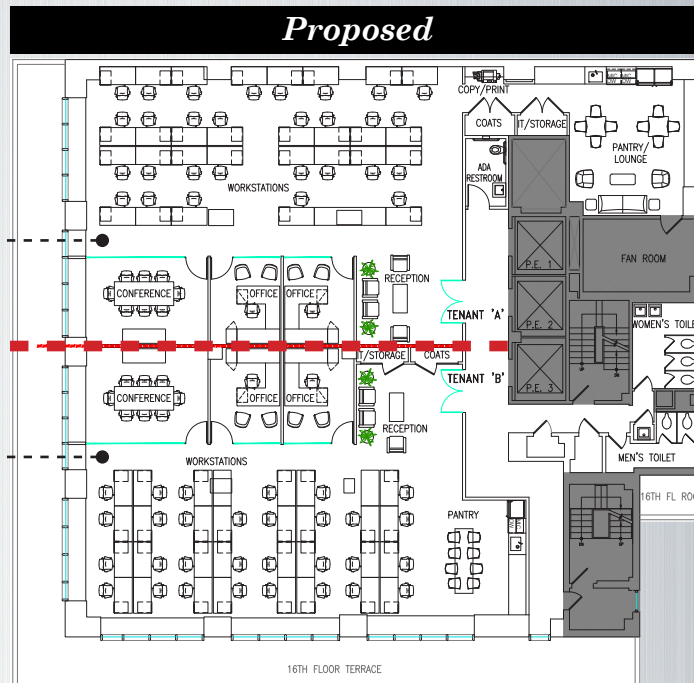 Proposed
COPY/PRINT
COATS
IT/STORAGE
PANTRY/
LOUNGE
ADA
RESTROOM
WORKSTATIONS
P.E. 1
FAN ROOM
CONFERENCE
OFFICE
OFFICE
RECEPTION
TENANT 'A'
P.E. 2
WOMEN'S TOILE
IT/STORAGE
COATS
TENANT 'B'
P.E. 3
CONFERENCE
OFFICE
OFFICE
RECEPTION
MEN'S TOILET
WORKSTATIONS
16TH FL ROO
PANTRY
16TH FLOOR TERRACE